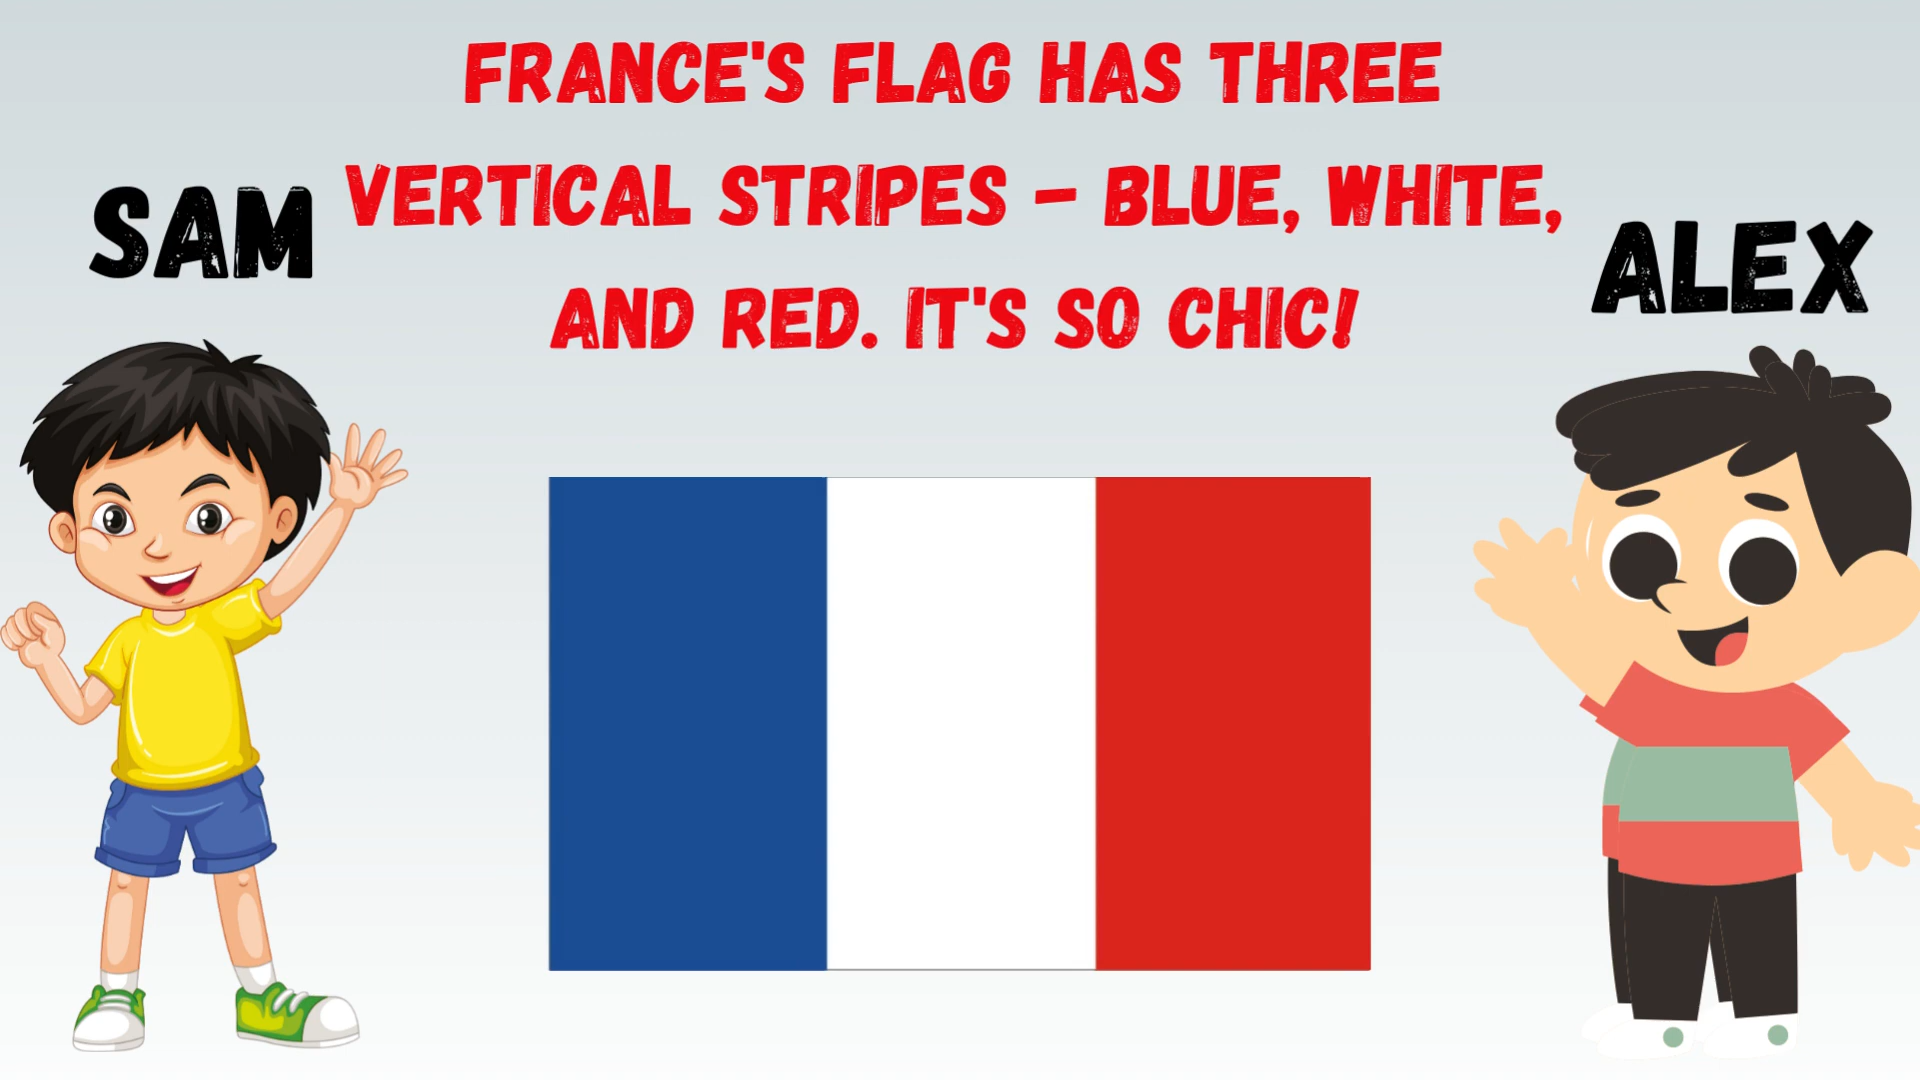 FRANCE'S FLAG HAS THREE
VERTICAL STRIPES – BLUE, WHITE,
AND RED. IT'S SO CHIC!
SAM
ALEX